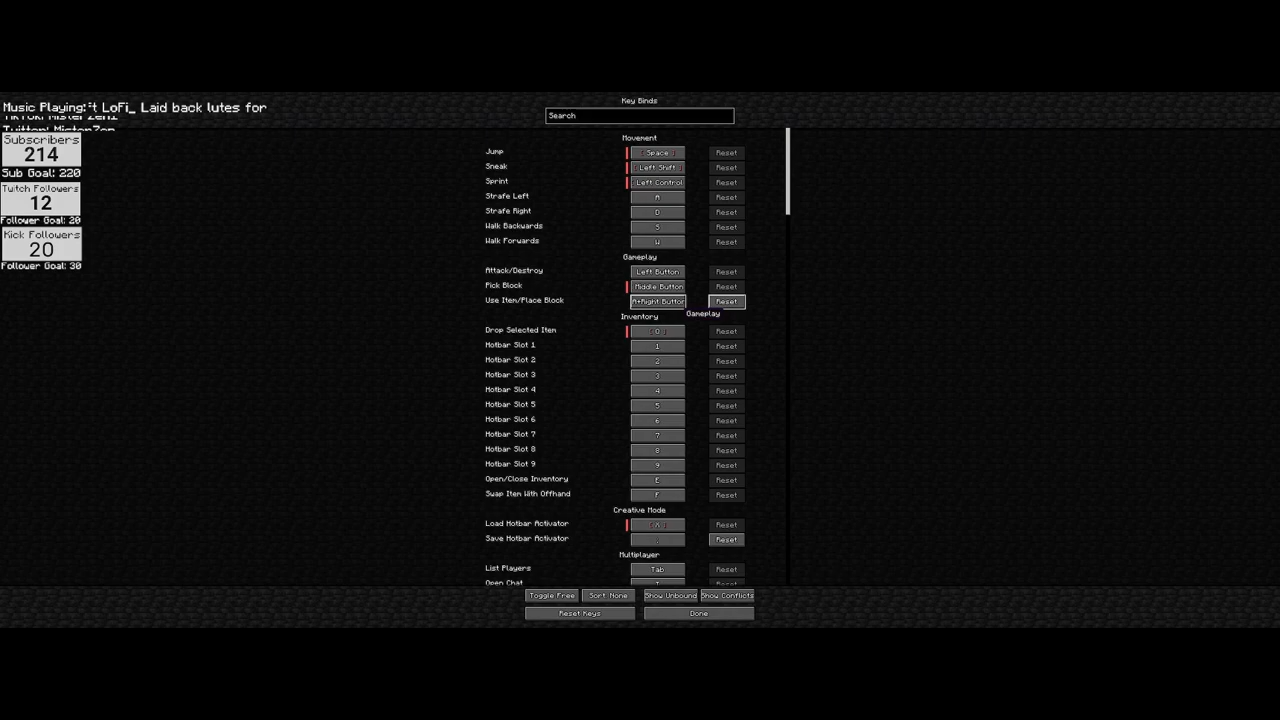 Key Binds
Music Playing: t LoFi_ Laid back lutes for
Search
TikTok: MisterZen1
Twitter: MisterZen
Subscribers
214
Sub Goal: 220
Twitch Followers
12
Follower Goal: 20
Kick Followers
20
Follower Goal: 30
Movement
Jump [ Space ] Reset
Sneak [ Left Shift ] Reset
Sprint [ Left Control Reset
Strafe Left A Reset
Strafe Right D Reset
Walk Backwards S Reset
Walk Forwards W Reset
Gameplay
Attack/Destroy Left Button Reset
Pick Block Middle Button Reset
Use Item/Place Block A+Right Button Reset
Gameplay
Inventory
Drop Selected Item Reset
Hotbar Slot 1 1 Reset
Hotbar Slot 2 2 Reset
Hotbar Slot 3 3 Reset
Hotbar Slot 4 4 Reset
Hotbar Slot 5 5 Reset
Hotbar Slot 6 6 Reset
Hotbar Slot 7 7 Reset
Hotbar Slot 8 8 Reset
Hotbar Slot 9 9 Reset
Open/Close Inventory E Reset
Swap Item With Offhand F Reset
Creative Mode
Load Hotbar Activator [ X ] Reset
Save Hotbar Activator Reset
Multiplayer
List Players Tab Reset
Open Chat T Reset
Toggle Free Sort: None Show Unbound Show Conflicts
Reset Keys Done